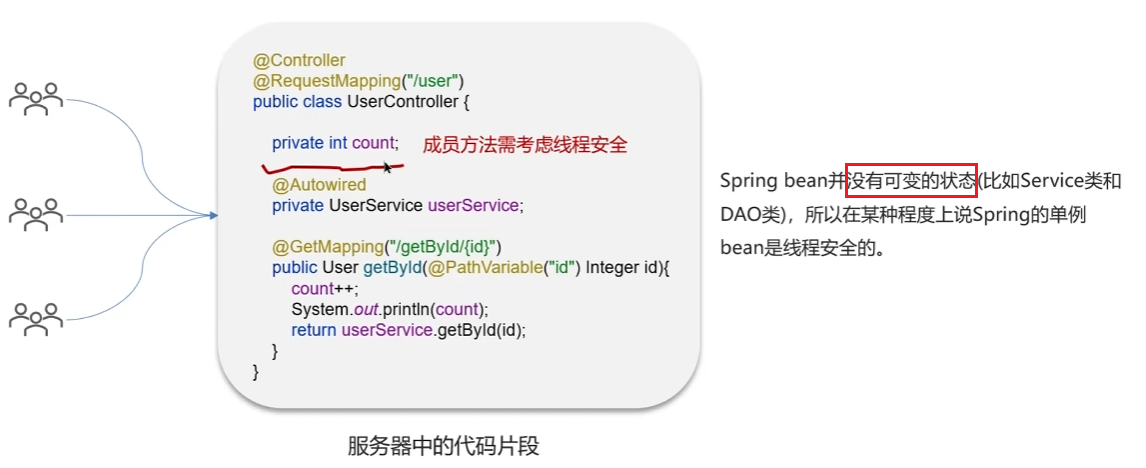 @Controller
@RequestMapping("/user")
public class UserController {
private int count;
成员方法需考虑线程安全
@Autowired
private UserService userService;
@GetMapping("/getById/{id}")
public User getById(@PathVariable("id") Integer id){
count++;
System.out.println(count);
return userService.getById(id);
}
}
服务器中的代码片段
Spring bean并没有可变的状态(比如Service类和
DAO类)，所以在某种程度上说Spring的单例
bean是线程安全的。